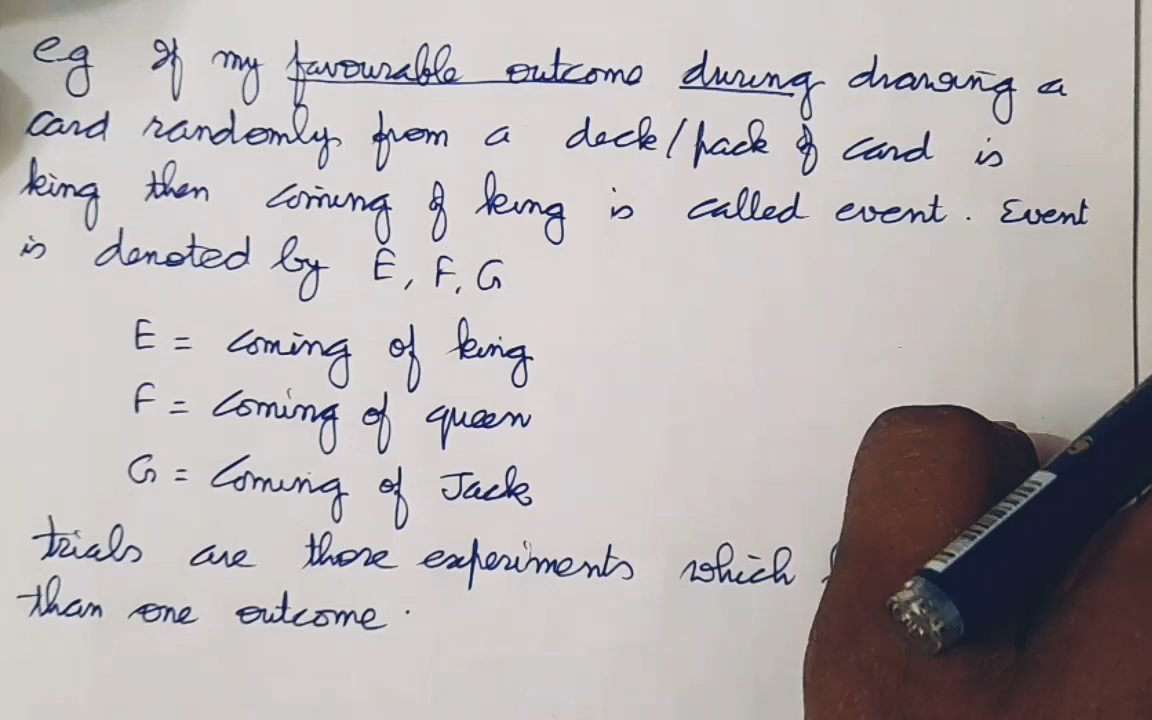 eg If my favourable outcome during drawing a
card randomly from a deck/pack of card is
king then coming of king is called event. Event
is denoted by E, F, G
E = coming of king
F = coming of queen
G = coming of Jack
trials are those experiments which
than one outcome.